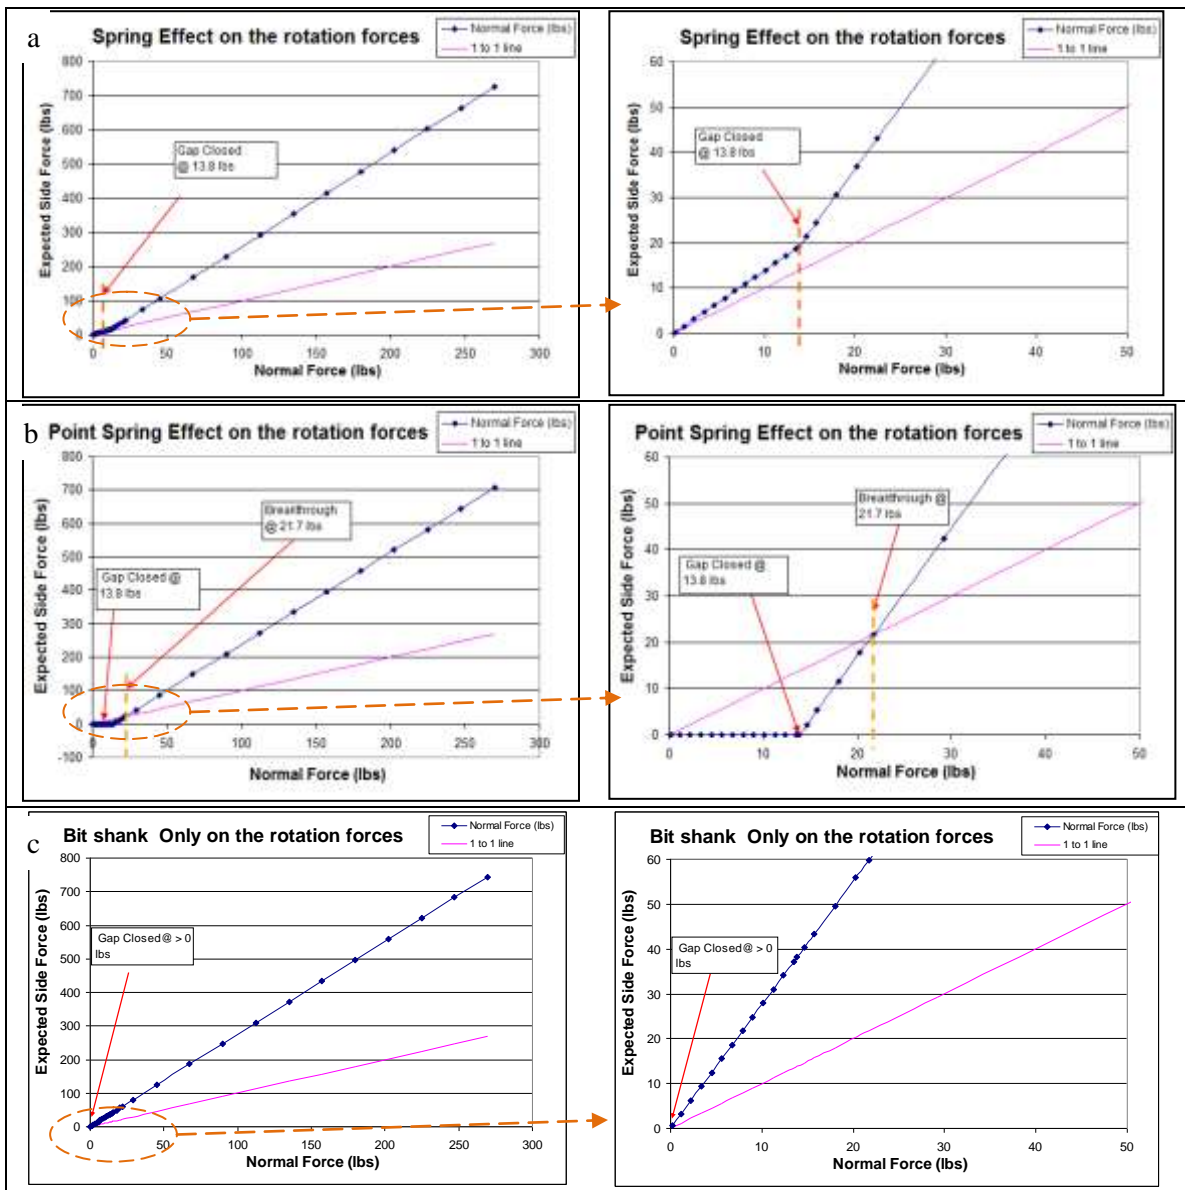 a
Spring Effect on the rotation forces
Normal Force (lbs)
1 to 1 line
Expected Side Force (lbs)
800
700
600
500
400
300
200
100
0
Gap Closed
@ 13.8 lbs
0 50 100 150 200 250 300
Normal Force (lbs)
Spring Effect on the rotation forces
Normal Force (lbs)
1 to 1 line
Expected Side Force (lbs)
60
50
40
30
20
10
0
Gap Closed
@ 13.8 lbs
0 10 20 30 40 50
Normal Force (lbs)
b
Point Spring Effect on the rotation forces
Normal Force (lbs)
1 to 1 line
Expected Side Force (lbs)
800
700
600
500
400
300
200
100
0
-100
Breakthrough
@ 21.7 lbs
Gap Closed @
13.8 lbs
0 50 100 150 200 250 300
Normal Force (lbs)
Point Spring Effect on the rotation forces
Normal Force (lbs)
1 to 1 line
Expected Side Force (lbs)
60
50
40
30
20
10
0
Breakthrough @
21.7 lbs
Gap Closed @
13.8 lbs
0 10 20 30 40 50
Normal Force (lbs)
c
Bit shank Only on the rotation forces
Normal Force (lbs)
1 to 1 line
Expected Side Force (lbs)
800
700
600
500
400
300
200
100
0
Gap Closed @ > 0
lbs
0 50 100 150 200 250 300
Normal Force (lbs)
Bit shank Only on the rotation forces
Normal Force (lbs)
1 to 1 line
Expected Side Force (lbs)
60
50
40
30
20
10
0
Gap Closed @ > 0
lbs
0 10 20 30 40 50
Normal Force (lbs)